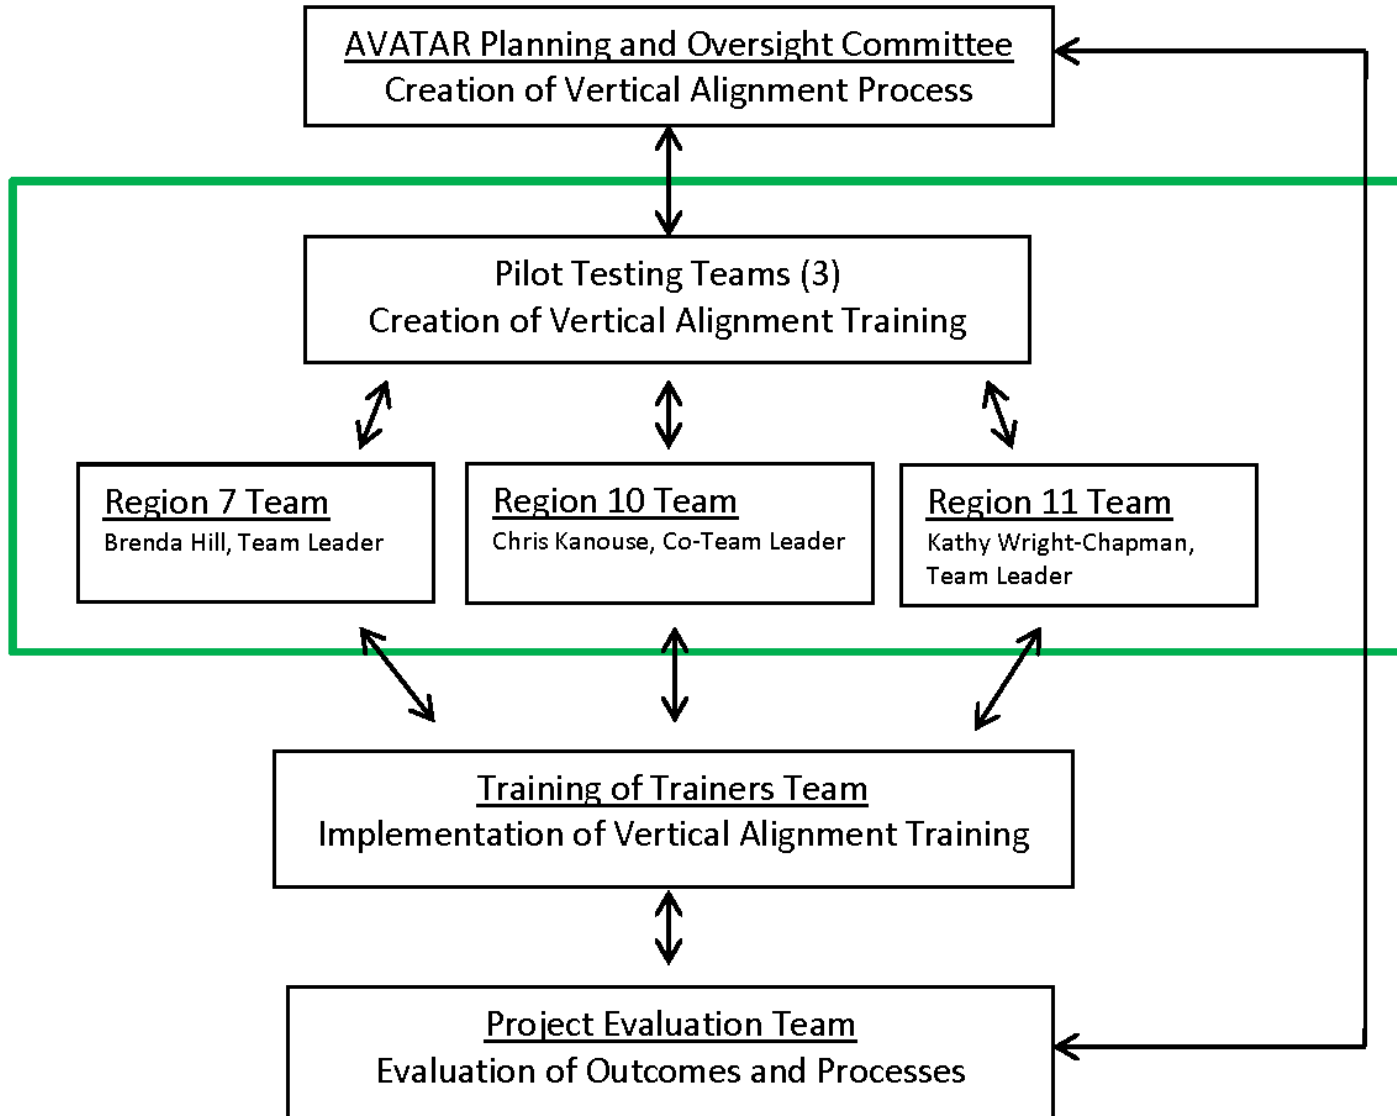 AVATAR Planning and Oversight Committee
Creation of Vertical Alignment Process
Pilot Testing Teams (3)
Creation of Vertical Alignment Training
Region 7 Team
Brenda Hill, Team Leader
Region 10 Team
Chris Kanouse, Co-Team Leader
Region 11 Team
Kathy Wright-Chapman,
Team Leader
Training of Trainers Team
Implementation of Vertical Alignment Training
Project Evaluation Team
Evaluation of Outcomes and Processes